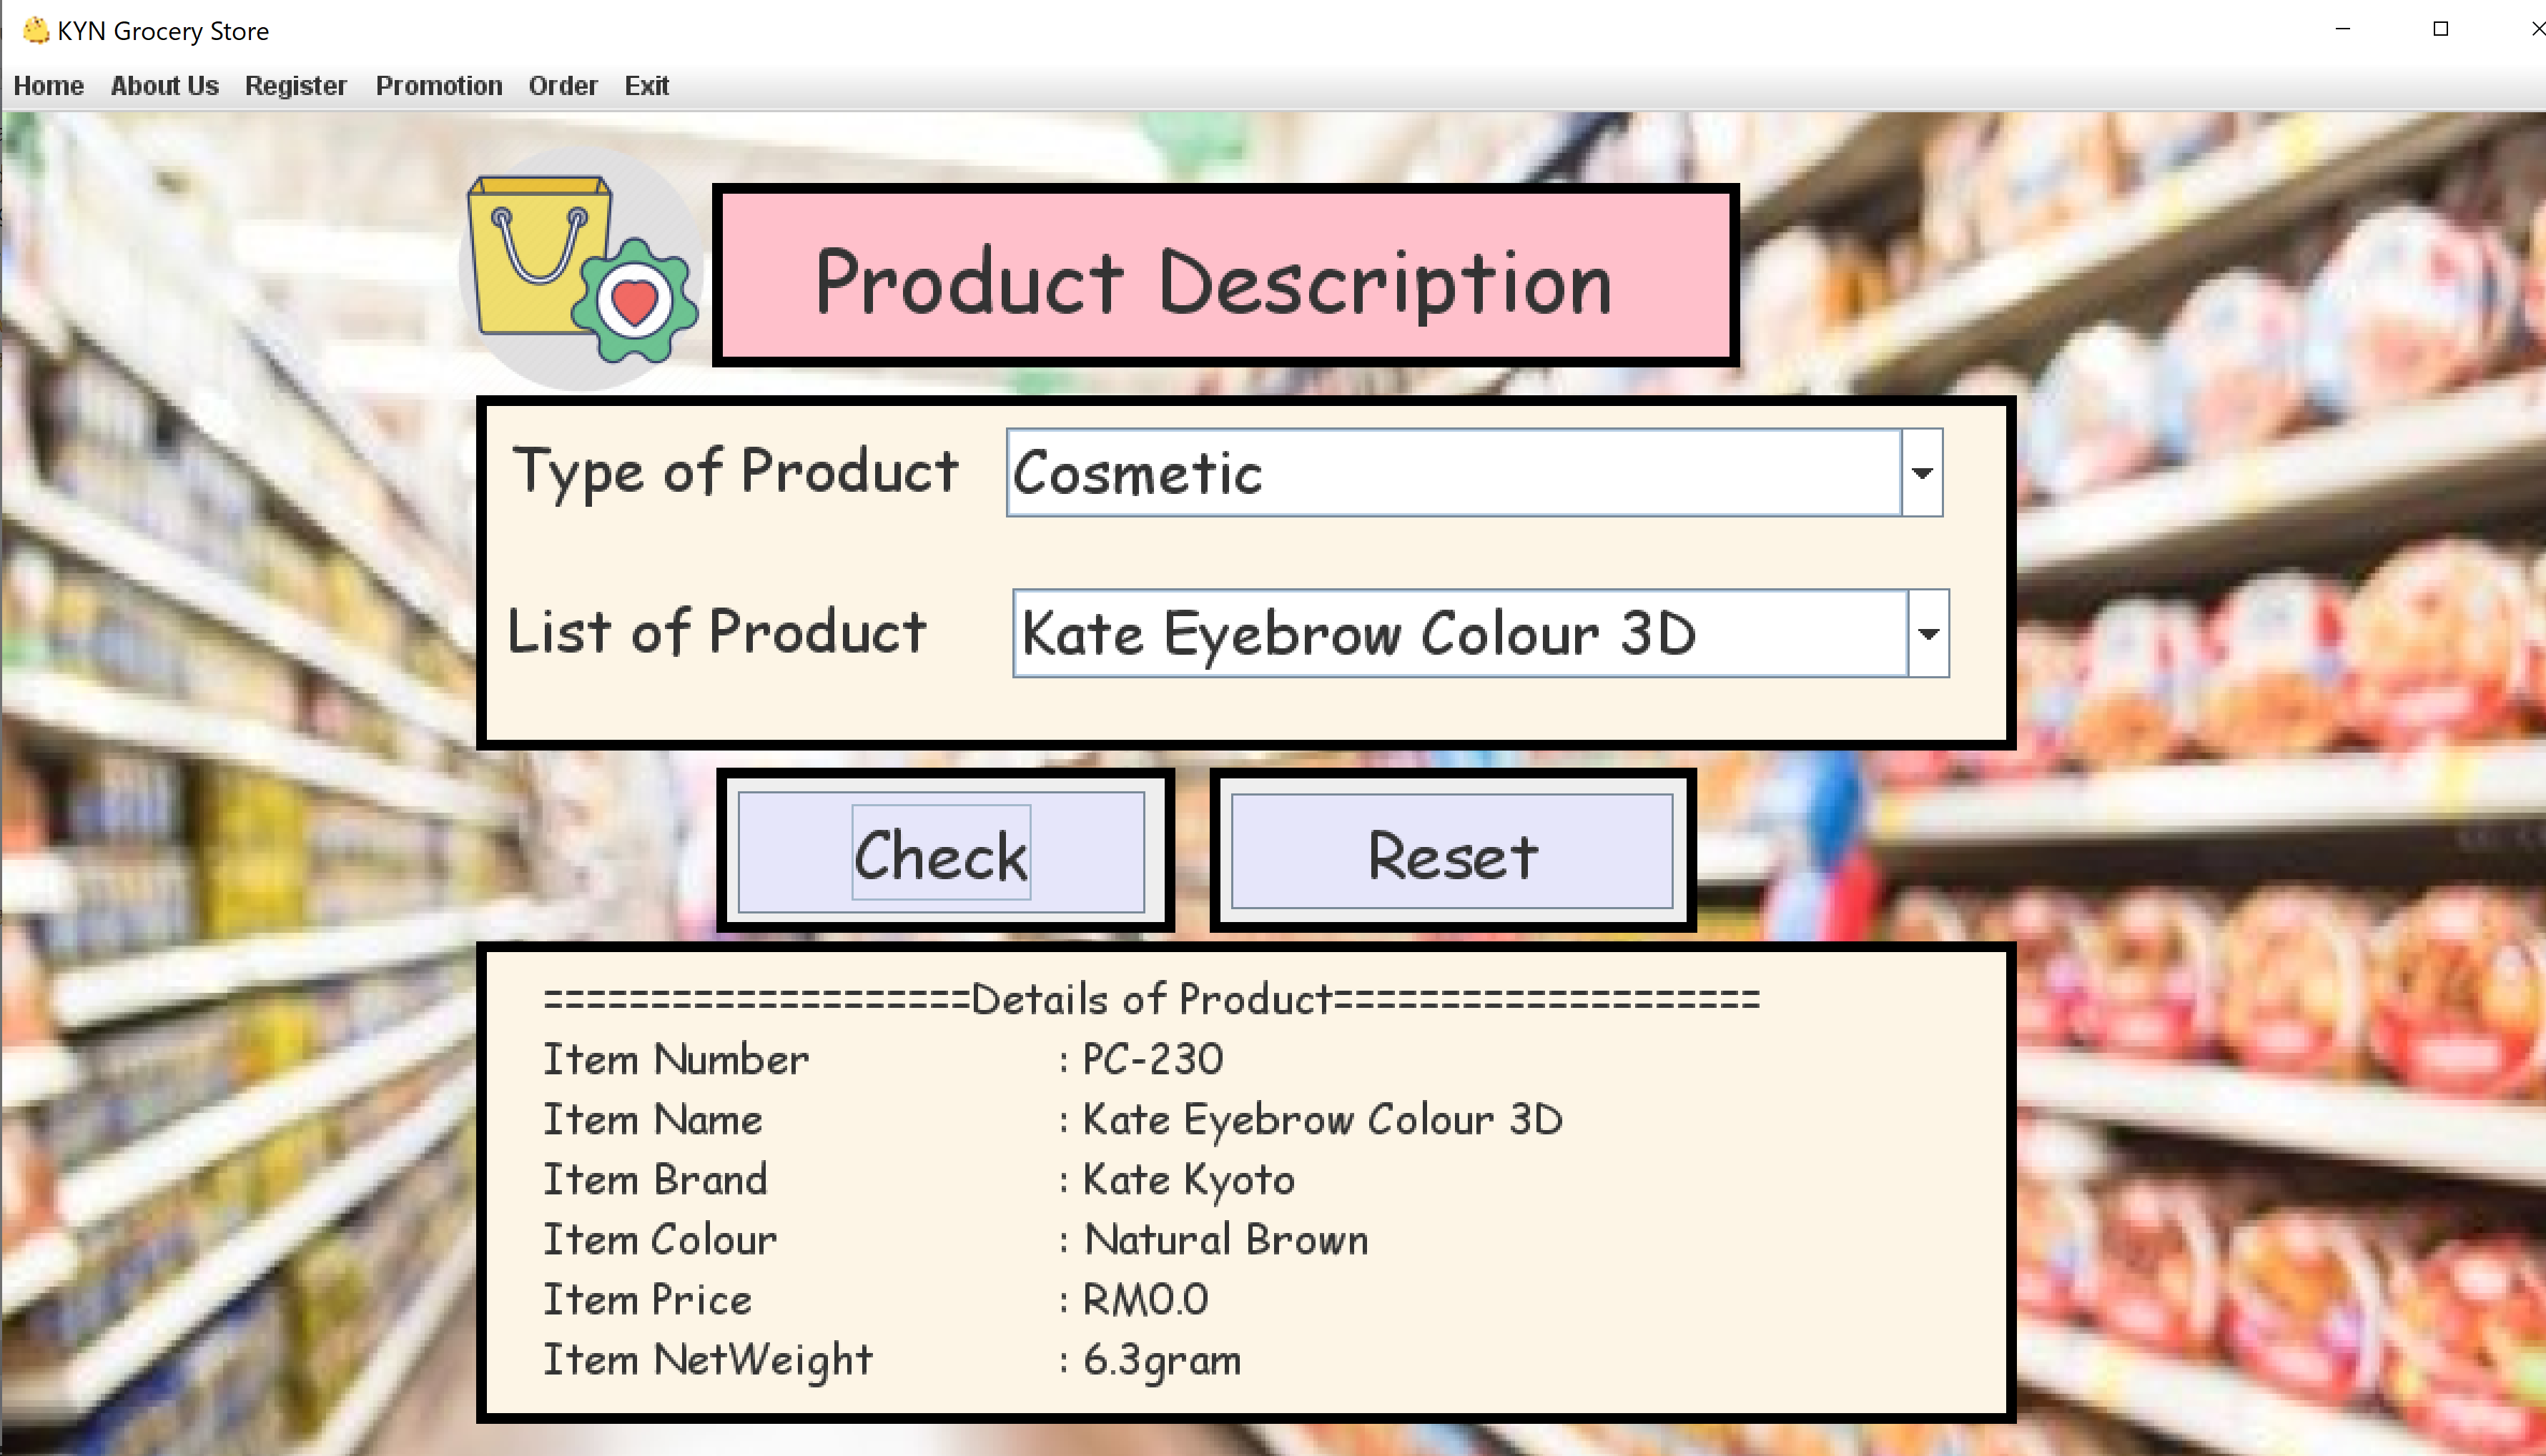 KYN Grocery Store
Home About Us Register Promotion Order Exit
Product Description
Type of Product Cosmetic
List of Product Kate Eyebrow Colour 3D
Check Reset
====================Details of Product====================
Item Number : PC-230
Item Name : Kate Eyebrow Colour 3D
Item Brand : Kate Kyoto
Item Colour : Natural Brown
Item Price : RM0.0
Item NetWeight : 6.3gram